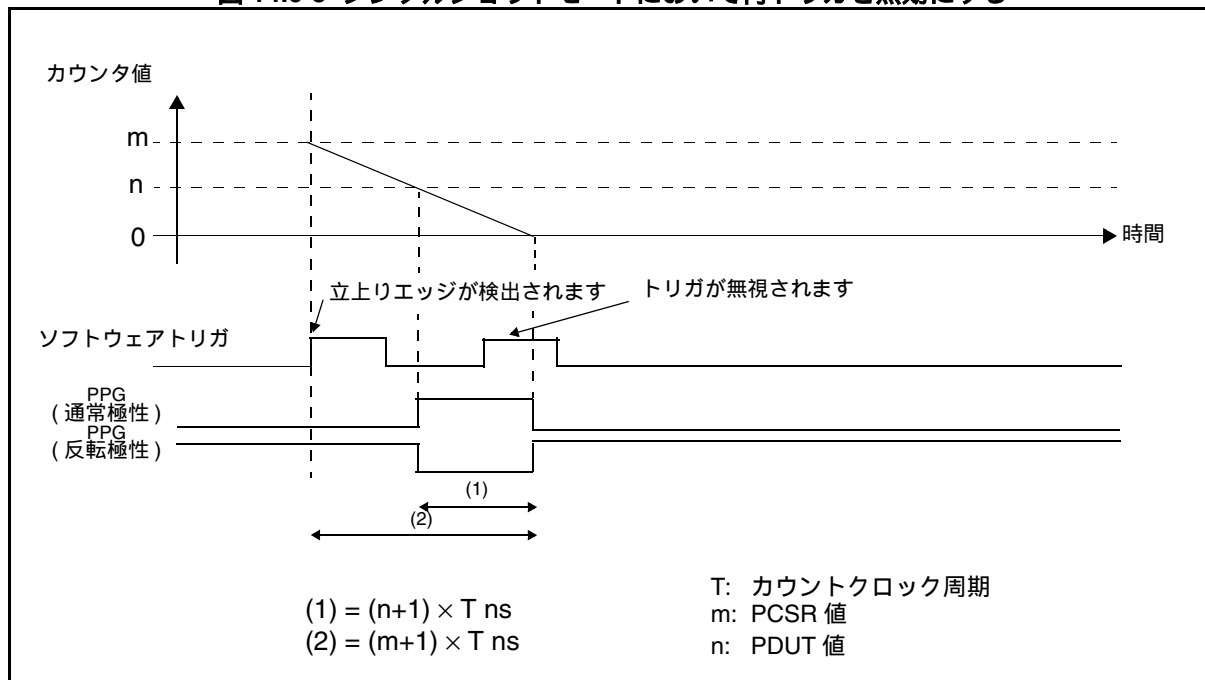 カウンタ値
m
n
0
時間
立上りエッジが検出されます
トリガが無視されます
ソフトウェアトリガ
PPG
( 通常極性 )
PPG
( 反転極性 )
(1)
(2)
(1) = (n+1) × T ns
(2) = (m+1) × T ns
T: カウントクロック周期
m: PCSR 値
n: PDUT 値